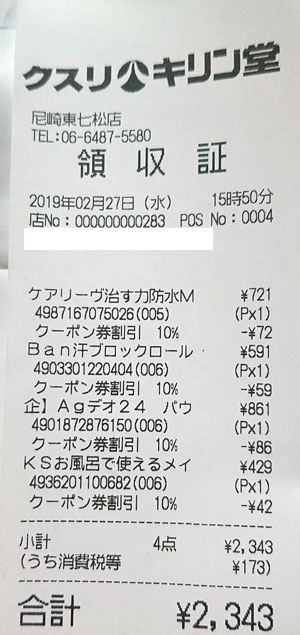 クスリ キリン堂
尼崎東七松店
TEL:06-6487-5580
領収証
2019年02月27日（水） 15時50分
店No：000000000283 POS No：0004
ケアリーヴ治す力防水M ¥721
4987167075026(005) (Px1)
クーポン券割引 10% -¥72
Ｂａｎ汗ブロックロール ¥591
4903301220404(006) (Px1)
クーポン券割引 10% -¥59
企】Ａｇデオ２４ パウ ¥861
4901872876150(006) (Px1)
クーポン券割引 10% -¥86
ＫＳお風呂で使えるメイ ¥429
4936201100682(006) (Px1)
クーポン券割引 10% -¥42
小計 4点 ¥2,343
(うち消費税等 ¥173)
合計 ¥2,343